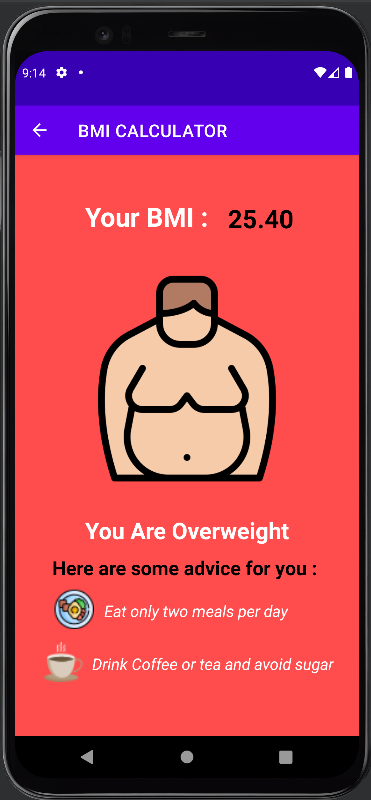 9:14
BMI CALCULATOR
Your BMI : 25.40
You Are Overweight
Here are some advice for you :
Eat only two meals per day
Drink Coffee or tea and avoid sugar